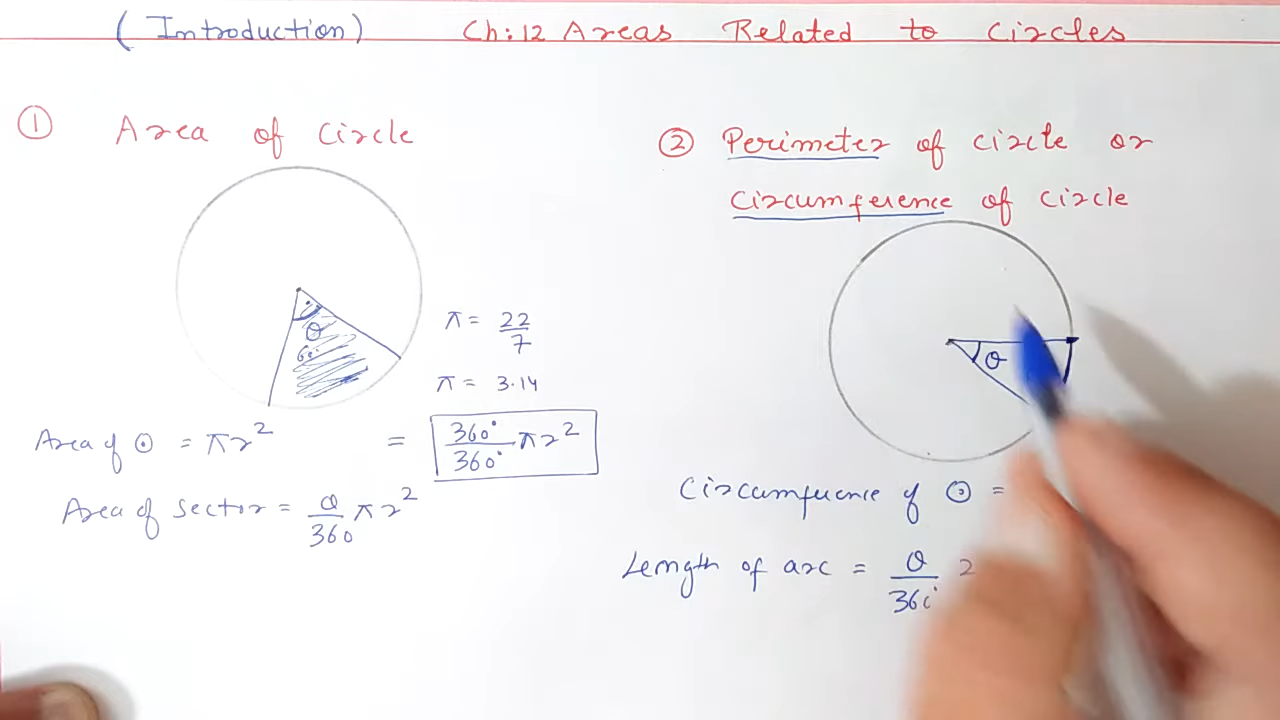 (Introduction) Ch:12 Areas Related to Circles
① Area of Circle
θ
60°
π = 22/7
π = 3.14
Area of ⊙ = πr² = 360°/360° πr²
Area of sector = θ/360 πr²
② Perimeter of circle or
Circumference of circle
θ
Circumference of ⊙ =
Length of arc = θ/360° 2